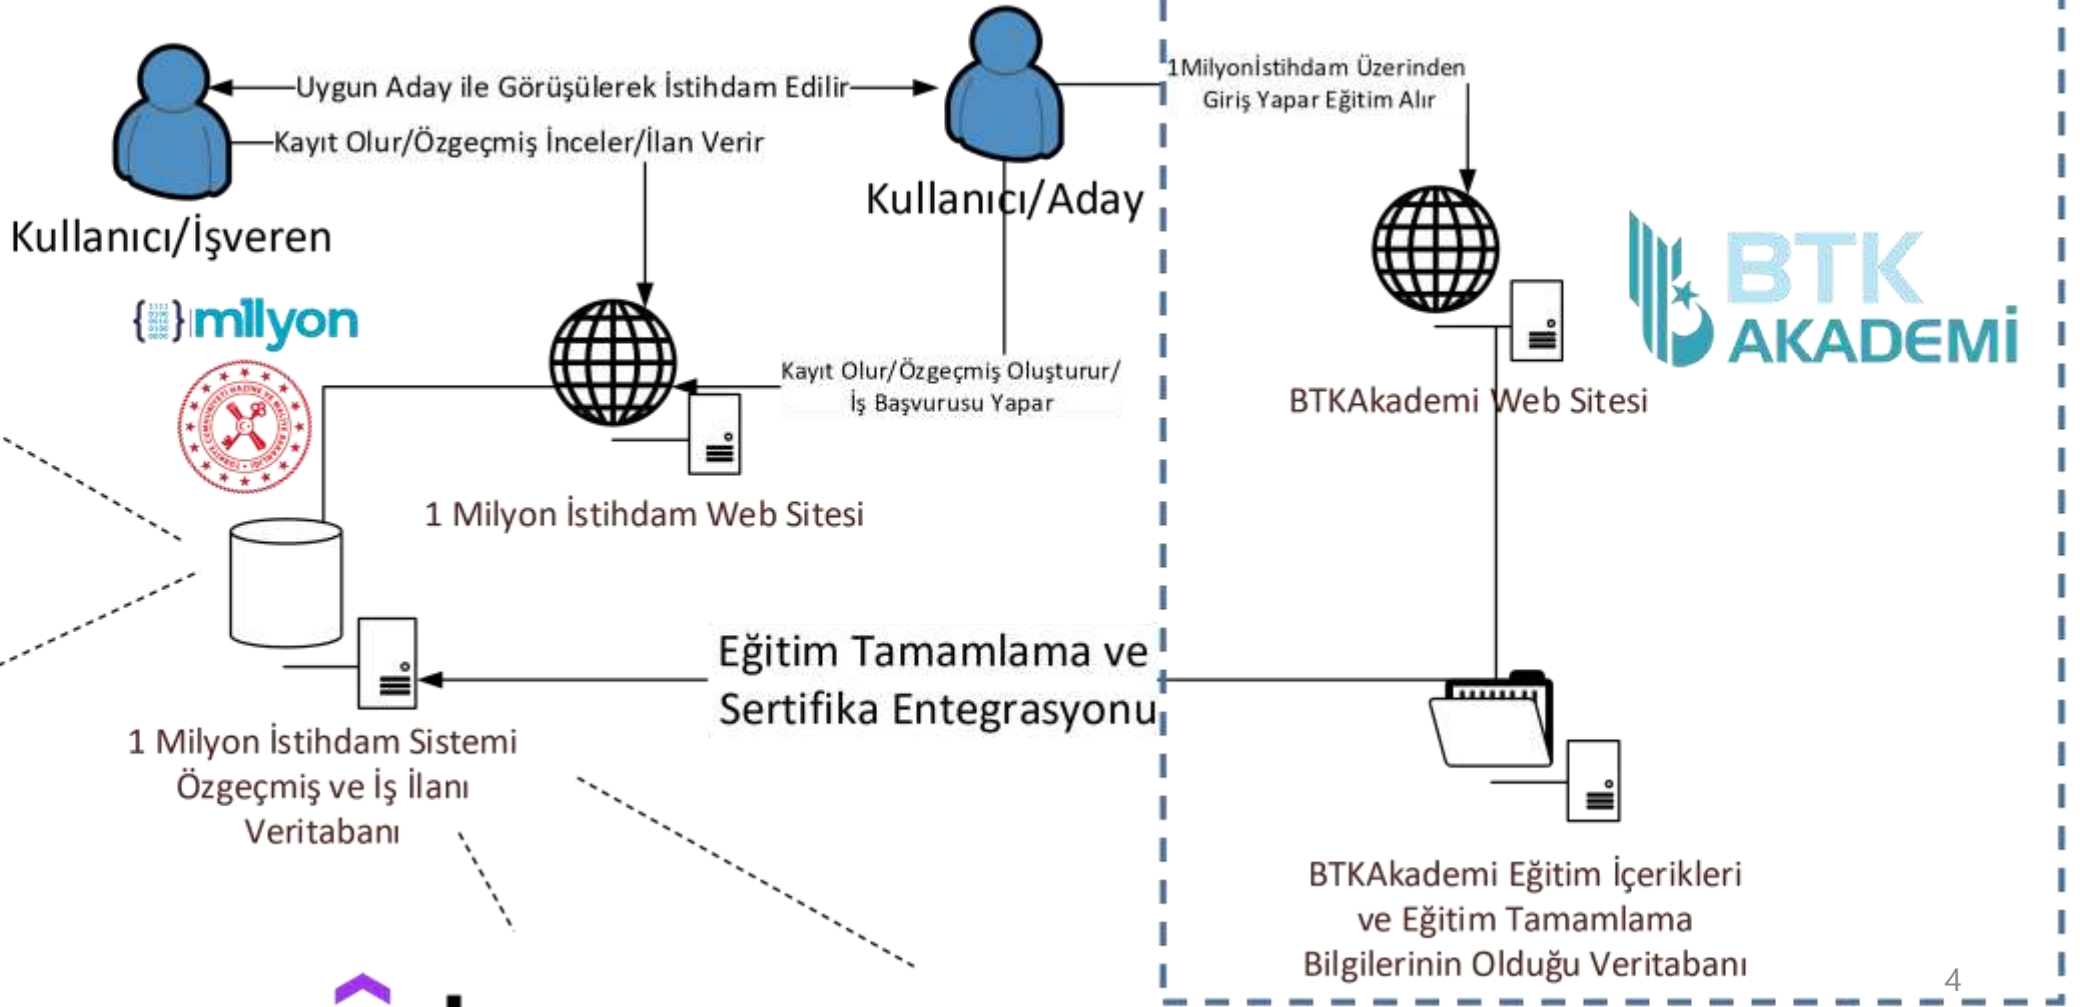 Uygun Aday ile Görüşülerek İstihdam Edilir
Kayıt Olur/Özgeçmiş İnceler/İlan Verir
Kullanıcı/İşveren
Kullanıcı/Aday
1Milyonİstihdam Üzerinden
Giriş Yapar Eğitim Alır
BTK
AKADEMİ
BTKAkademi Web Sitesi
m1lyon
Kayıt Olur/Özgeçmiş Oluşturur/
İş Başvurusu Yapar
1 Milyon İstihdam Web Sitesi
Eğitim Tamamlama ve
Sertifika Entegrasyonu
1 Milyon İstihdam Sistemi
Özgeçmiş ve İş İlanı
Veritabanı
BTKAkademi Eğitim İçerikleri
ve Eğitim Tamamlama
Bilgilerinin Olduğu Veritabanı
4